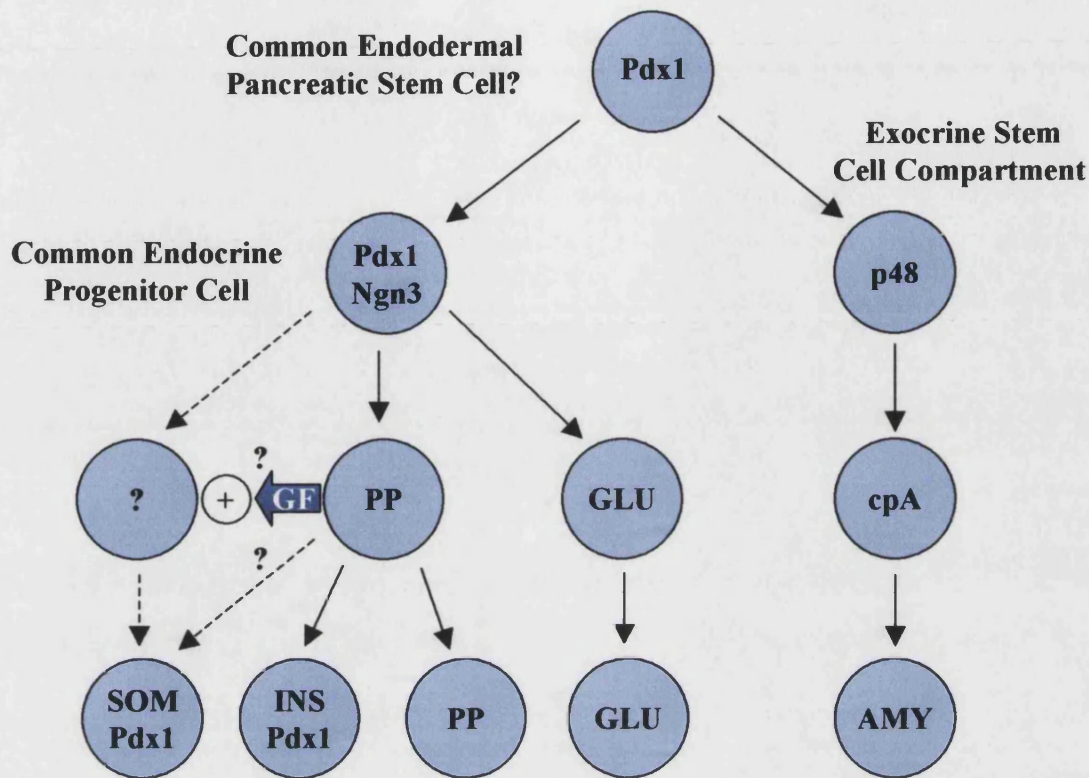 Common Endodermal
Pancreatic Stem Cell?
Pdx1
Exocrine Stem
Cell Compartment
Common Endocrine
Progenitor Cell
Pdx1
Ngn3
p48
?
+
?
GF
?
PP
GLU
cpA
SOM
Pdx1
INS
Pdx1
PP
GLU
AMY